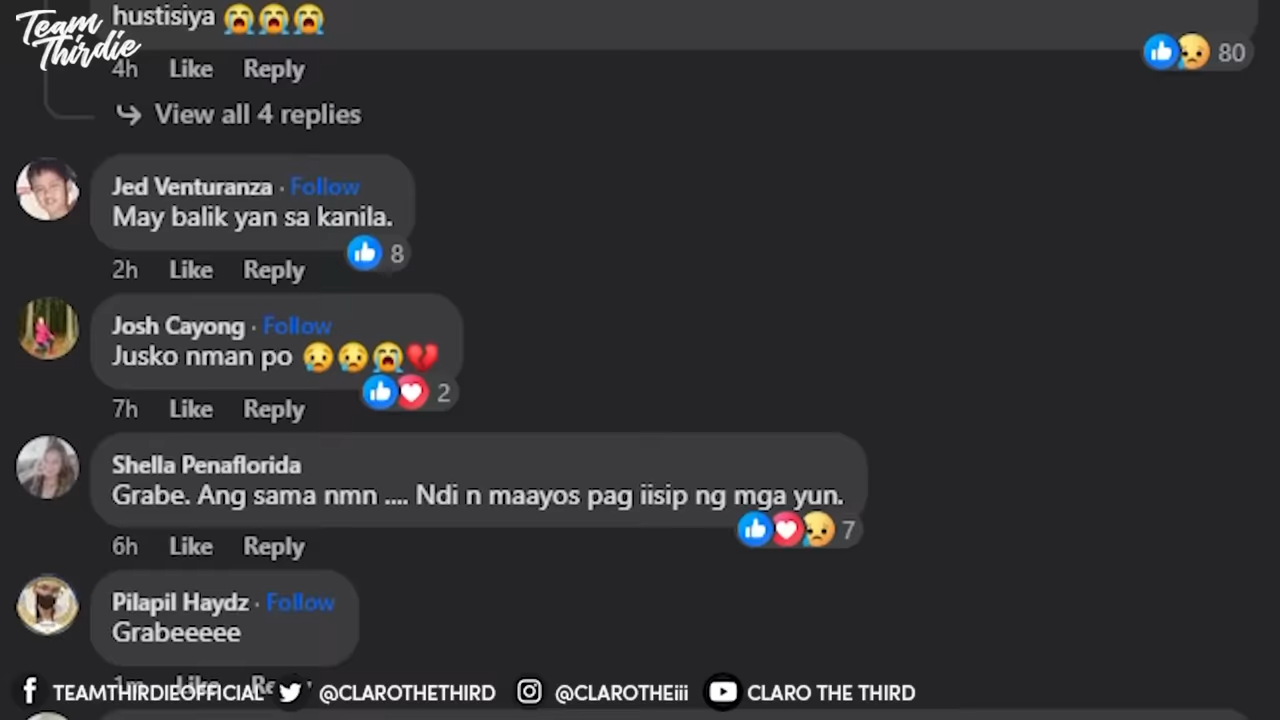 Team
Thirdie
hustisiya 😭😭😭
80
4h Like Reply
View all 4 replies
Jed Venturanza · Follow
May balik yan sa kanila.
8
2h Like Reply
Josh Cayong · Follow
Jusko nman po 😢😢😭💔
2
7h Like Reply
Shella Penaflorida
Grabe. Ang sama nmn .... Ndi n maayos pag iisip ng mga yun.
7
6h Like Reply
Pilapil Haydz · Follow
Grabeeeee
1m Like
TEAMTHIRDIEOFFICIAL @CLAROTHETHIRD @CLAROTHEiii CLARO THE THIRD